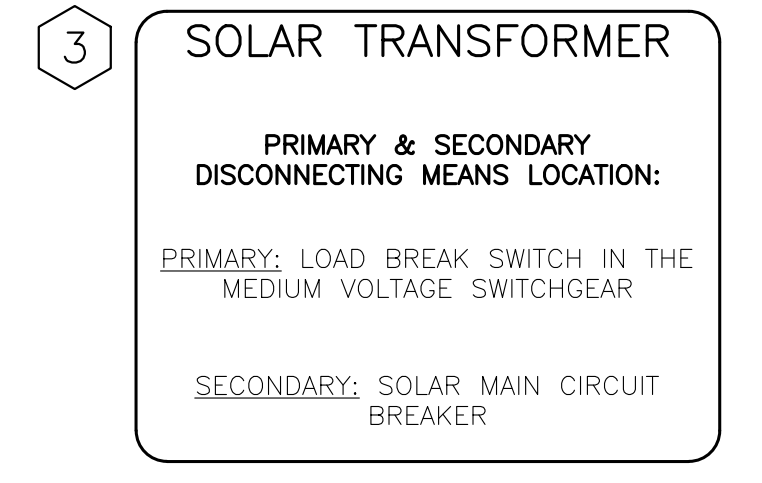 3
SOLAR TRANSFORMER
PRIMARY & SECONDARY
DISCONNECTING MEANS LOCATION:
PRIMARY: LOAD BREAK SWITCH IN THE
MEDIUM VOLTAGE SWITCHGEAR
SECONDARY: SOLAR MAIN CIRCUIT
BREAKER